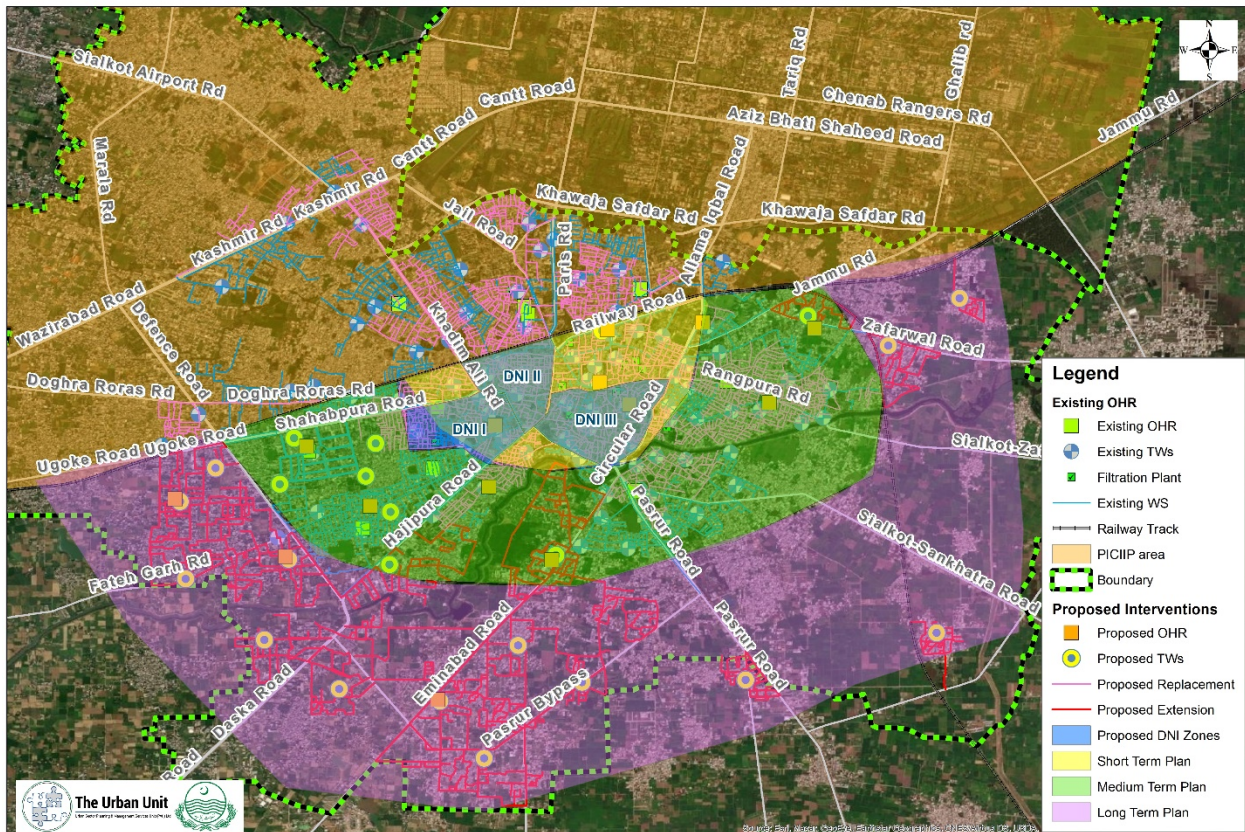 N
W E
S
Sialkot Airport Rd
Marala Rd
Cantt Road
Cantt Road
Tariq Rd
Ghalib rd
Chenab Rangers Rd
Aziz Bhati Shaheed Road
Jammu Rd
Kashmir Rd
Kashmir Rd
Jail Road
Khawaja Safdar Rd
Khawaja Safdar Rd
Allama Iqbal Road
Paris Rd
Wazirabad Road
Defence Road
Khadim Ali Rd
Railway Road
Jammu Rd
Zafarwal Road
Doghra Roras Rd
Doghra Roras Rd
Shahabpura Road
Ugoke Road
Ugoke Road
DNI II
DNI I
DNI III
Rangpura Rd
Circular Road
Hajipura Road
Pasrur Road
Sialkot-Za
Sialkot-Sankhatra Road
Fateh Garh Rd
Eminabad Road
Pasrur Road
Pasrur Bypass
Daska Road
Road
Legend
Existing OHR
Existing OHR
Existing TWs
Filtration Plant
Existing WS
Railway Track
PICIIP area
Boundary
Proposed Interventions
Proposed OHR
Proposed TWs
Proposed Replacement
Proposed Extension
Proposed DNI Zones
Short Term Plan
Medium Term Plan
Long Term Plan
The Urban Unit